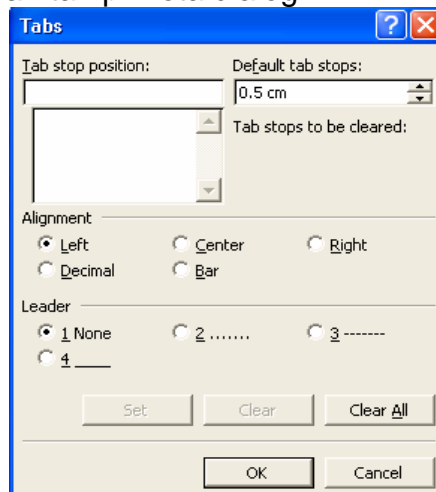 Tabs
Tab stop position: Default tab stops:
0.5 cm
Tab stops to be cleared:
Alignment
Left Center Right
Decimal Bar
Leader
1 None 2 ....... 3 -------
4 ____
Set Clear Clear All
OK Cancel